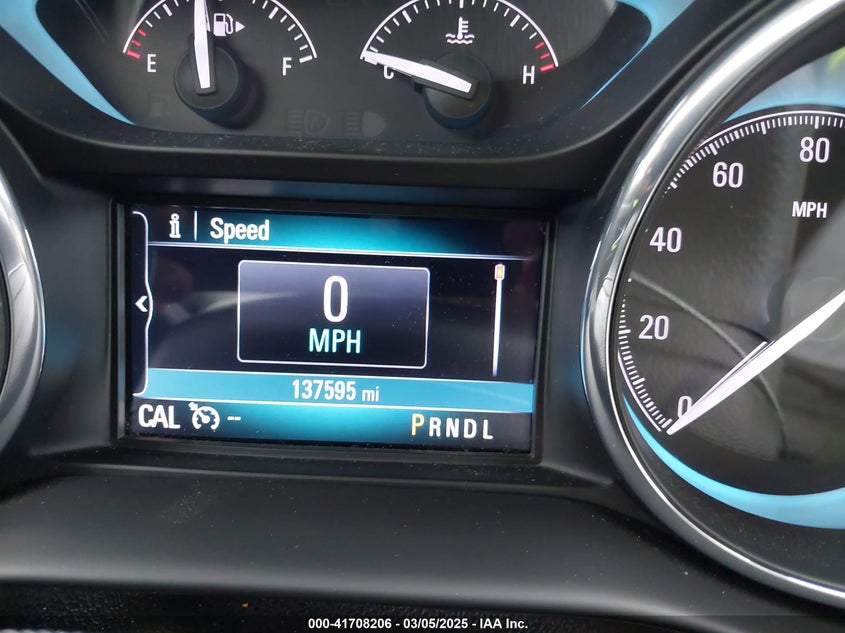 E F
C H
Speed
0
MPH
137595 mi
CAL --
PRNDL
0
20
40
60
80
MPH
000-41708206 - 03/05/2025 - IAA Inc.